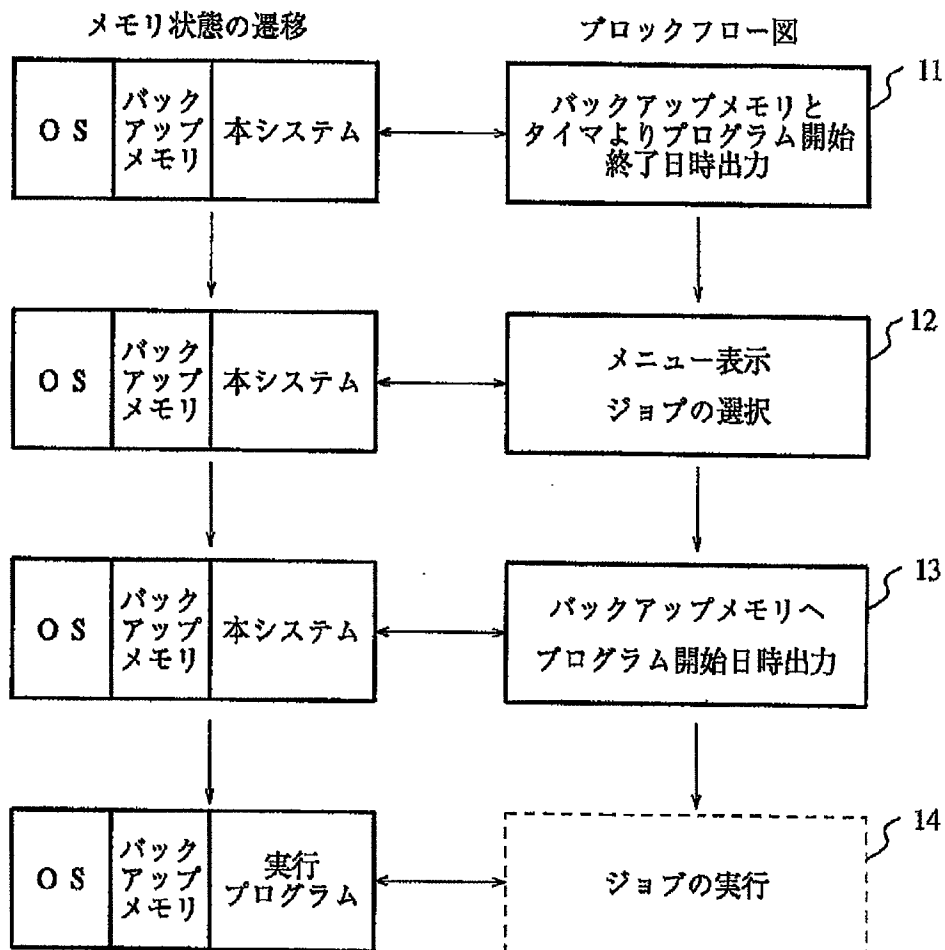 メモリ状態の遷移
ブロックフロー図
OS
バック
アップ
メモリ
本システム
バックアップメモリと
タイマよりプログラム開始
終了日時出力
11
OS
バック
アップ
メモリ
本システム
メニュー表示
ジョブの選択
12
OS
バック
アップ
メモリ
本システム
バックアップメモリへ
プログラム開始日時出力
13
OS
バック
アップ
メモリ
実行
プログラム
ジョブの実行
14